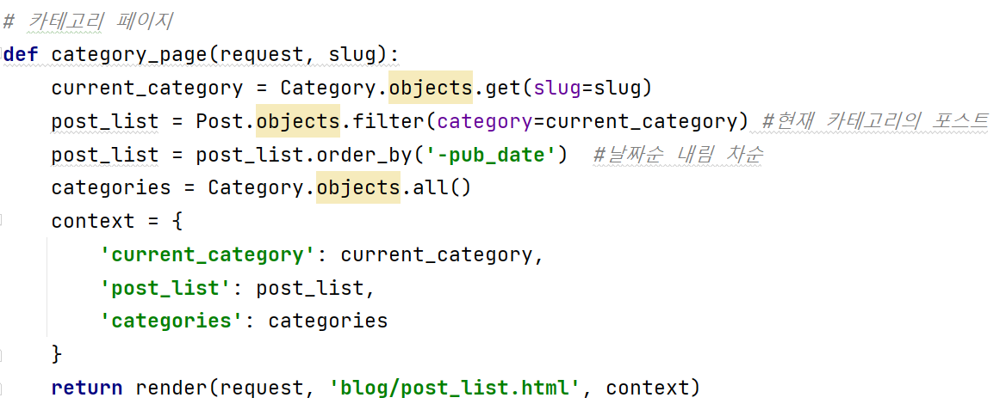 # 카테고리 페이지
def category_page(request, slug):
    current_category = Category.objects.get(slug=slug)
    post_list = Post.objects.filter(category=current_category) #현재 카테고리의 포스트
    post_list = post_list.order_by('-pub_date')  #날짜순 내림 차순
    categories = Category.objects.all()
    context = {
        'current_category': current_category,
        'post_list': post_list,
        'categories': categories
    }
    return render(request, 'blog/post_list.html', context)